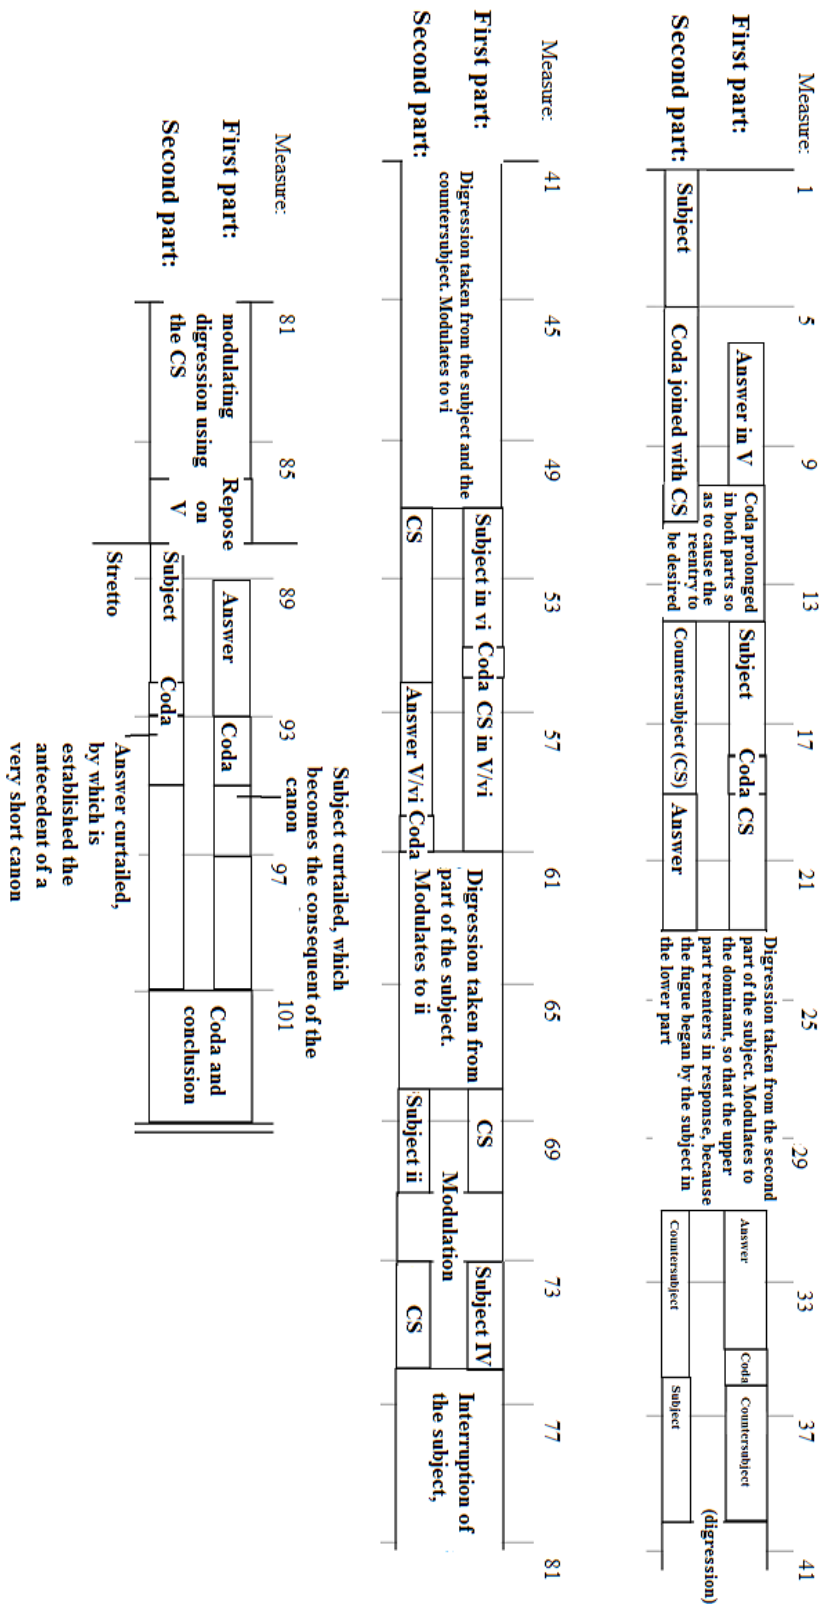 Measure: 1 5 9 13 17 21 25 29 33 37 41
First part:
Answer in V
Coda prolonged
in both parts so
as to cause the
reentry to
be desired
Subject
Coda
CS
Digression taken from the second
part of the subject. Modulates to
the dominant, so that the upper
part reenters in response, because
the fugue began by the subject in
the lower part
Answer
Coda
Countersubject
(digression)
Second part:
Subject
Coda joined with CS
Countersubject (CS)
Answer
Countersubject
Subject
Measure: 41 45 49 53 57 61 65 69 73 77 81
First part:
Digression taken from the subject and the
countersubject. Modulates to vi
Subject in vi
Coda
CS in V/vi
Digression taken from
part of the subject.
Modulates to ii
CS
Modulation
Subject IV
Interruption of
the subject,
Second part:
CS
Answer V/vi
Coda
Subject ii
CS
Measure: 81 85 89 93 97 101
First part:
modulating
digression using
the CS
Repose
on
V
Answer
Coda
Subject curtailed, which
becomes the consequent of the
canon
Coda and
conclusion
Second part:
Subject
Coda
Stretto
Answer curtailed,
by which is
established the
antecedent of a
very short canon